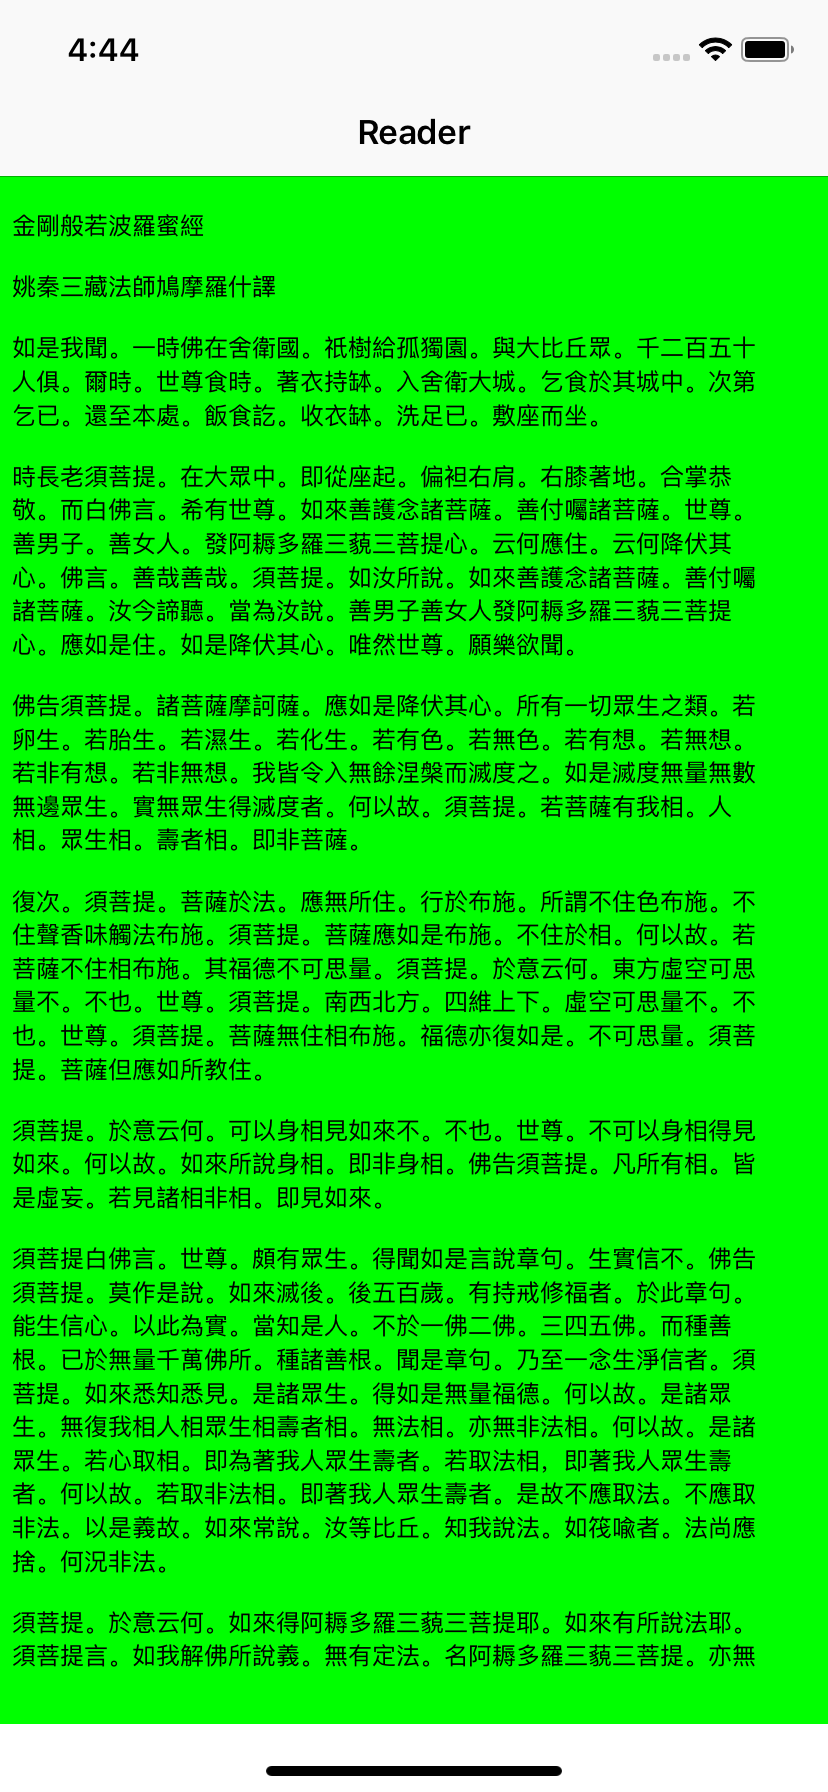 4:44
Reader
金剛般若波羅蜜經
姚秦三藏法師鳩摩羅什譯
如是我聞。一時佛在舍衛國。祇樹給孤獨園。與大比丘眾。千二百五十
人俱。爾時。世尊食時。著衣持缽。入舍衛大城。乞食於其城中。次第
乞已。還至本處。飯食訖。收衣缽。洗足已。敷座而坐。
時長老須菩提。在大眾中。即從座起。偏袒右肩。右膝著地。合掌恭
敬。而白佛言。希有世尊。如來善護念諸菩薩。善付囑諸菩薩。世尊。
善男子。善女人。發阿耨多羅三藐三菩提心。云何應住。云何降伏其
心。佛言。善哉善哉。須菩提。如汝所說。如來善護念諸菩薩。善付囑
諸菩薩。汝今諦聽。當為汝說。善男子善女人發阿耨多羅三藐三菩提
心。應如是住。如是降伏其心。唯然世尊。願樂欲聞。
佛告須菩提。諸菩薩摩訶薩。應如是降伏其心。所有一切眾生之類。若
卵生。若胎生。若濕生。若化生。若有色。若無色。若有想。若無想。
若非有想。若非無想。我皆令入無餘涅槃而滅度之。如是滅度無量無數
無邊眾生。實無眾生得滅度者。何以故。須菩提。若菩薩有我相。人
相。眾生相。壽者相。即非菩薩。
復次。須菩提。菩薩於法。應無所住。行於布施。所謂不住色布施。不
住聲香味觸法布施。須菩提。菩薩應如是布施。不住於相。何以故。若
菩薩不住相布施。其福德不可思量。須菩提。於意云何。東方虛空可思
量不。不也。世尊。須菩提。南西北方。四維上下。虛空可思量不。不
也。世尊。須菩提。菩薩無住相布施。福德亦復如是。不可思量。須菩
提。菩薩但應如所教住。
須菩提。於意云何。可以身相見如來不。不也。世尊。不可以身相得見
如來。何以故。如來所說身相。即非身相。佛告須菩提。凡所有相。皆
是虛妄。若見諸相非相。即見如來。
須菩提白佛言。世尊。頗有眾生。得聞如是言說章句。生實信不。佛告
須菩提。莫作是說。如來滅後。後五百歲。有持戒修福者。於此章句。
能生信心。以此為實。當知是人。不於一佛二佛。三四五佛。而種善
根。已於無量千萬佛所。種諸善根。聞是章句。乃至一念生淨信者。須
菩提。如來悉知悉見。是諸眾生。得如是無量福德。何以故。是諸眾
生。無復我相人相眾生相壽者相。無法相。亦無非法相。何以故。是諸
眾生。若心取相。即為著我人眾生壽者。若取法相，即著我人眾生壽
者。何以故。若取非法相。即著我人眾生壽者。是故不應取法。不應取
非法。以是義故。如來常說。汝等比丘。知我說法。如筏喩者。法尚應
捨。何況非法。
須菩提。於意云何。如來得阿耨多羅三藐三菩提耶。如來有所說法耶。
須菩提言。如我解佛所說義。無有定法。名阿耨多羅三藐三菩提。亦無